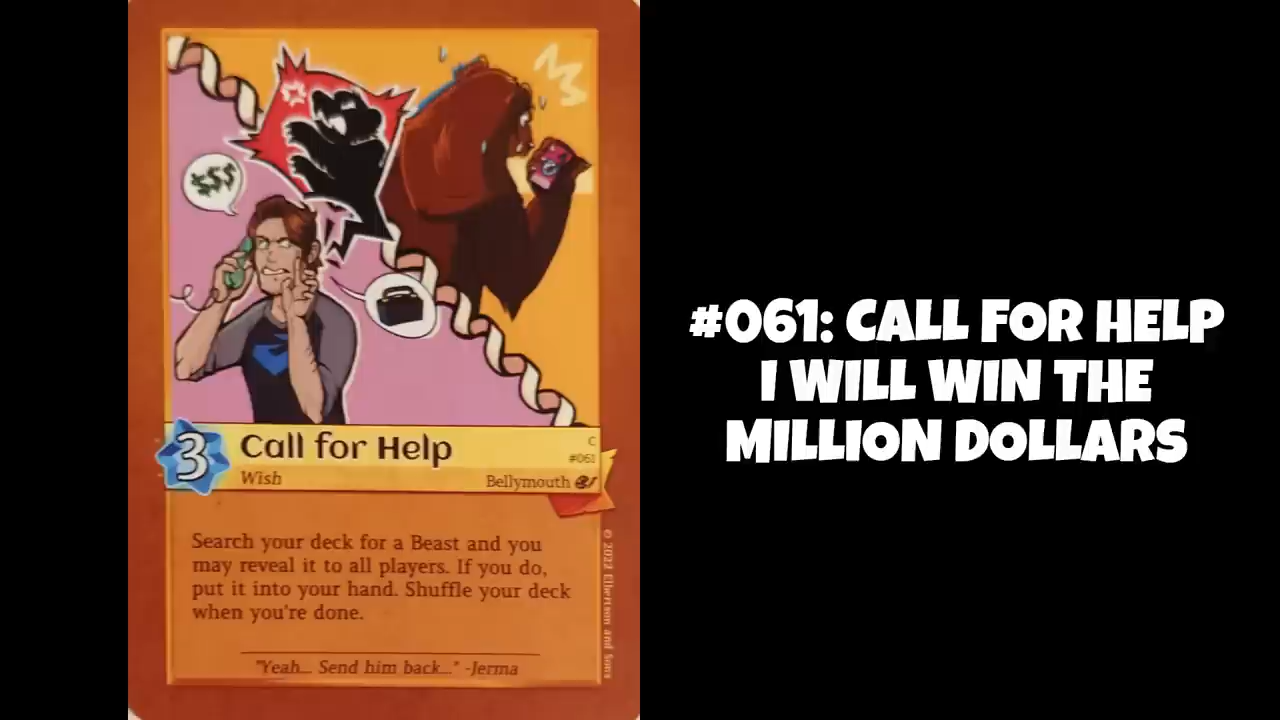 $$$
3
Call for Help
C
#061
Wish
Bellymouth
Search your deck for a Beast and you
may reveal it to all players. If you do,
put it into your hand. Shuffle your deck
when you're done.
"Yeah... Send him back..." -Jerma
© 2022 Elbertson and Sons
#061: CALL FOR HELP
I WILL WIN THE
MILLION DOLLARS